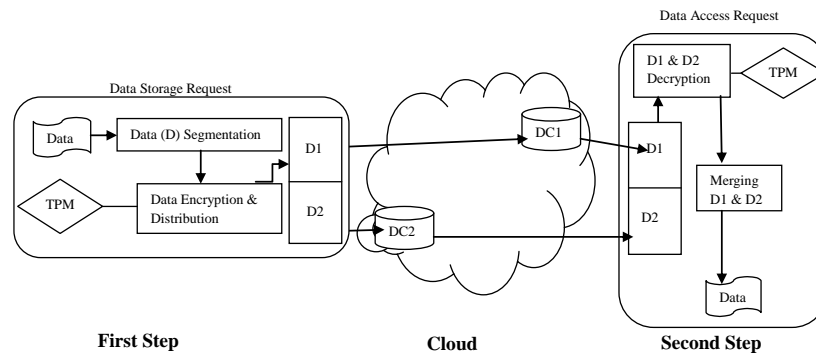 Data Storage Request
Data
Data (D) Segmentation
TPM
Data Encryption &
Distribution
D1
D2
First Step
DC1
DC2
Cloud
Data Access Request
D1 & D2
Decryption
TPM
D1
D2
Merging
D1 & D2
Data
Second Step